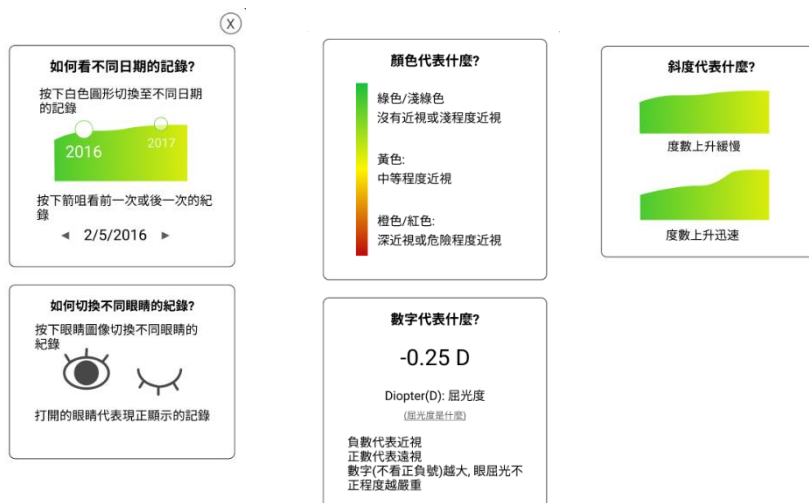 X
如何看不同日期的記錄?
按下白色圓形切換至不同日期
的記錄
2016
2017
按下箭咀看前一次或後一次的紀
錄
◄ 2/5/2016 ►
如何切換不同眼睛的紀錄?
按下眼睛圖像切換不同眼睛的
紀錄
打開的眼睛代表現正顯示的記錄
顏色代表什麼?
綠色/淺綠色
沒有近視或淺程度近視
黃色:
中等程度近視
橙色/紅色:
深近視或危險程度近視
數字代表什麼?
-0.25 D
Diopter(D): 屈光度
(屈光度是什麼)
負數代表近視
正數代表遠視
數字(不看正負號)越大, 眼屈光不
正程度越嚴重
斜度代表什麼?
度數上升緩慢
度數上升迅速